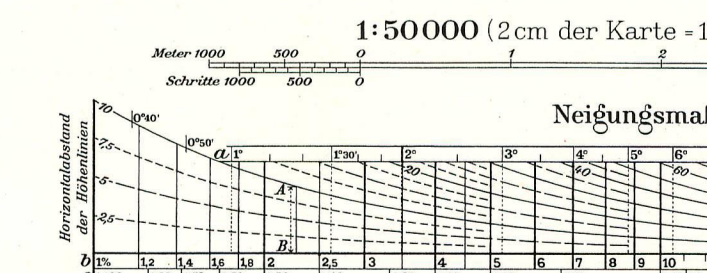 1:50000 (2cm der Karte = 1
Meter 1000 500 0 1 2
Schritte 1000 500 0
Neigungsmaß
10 0°40' 0°50' a 1° 1°30' 2° 3° 4° 5° 6°
7,5 20 40 60
5 A
2,5 B
Horizontalabstand
der Höhenlinien
b 1% 1,2 1,4 1,6 1,8 2 2,5 3 4 5 6 7 8 9 10